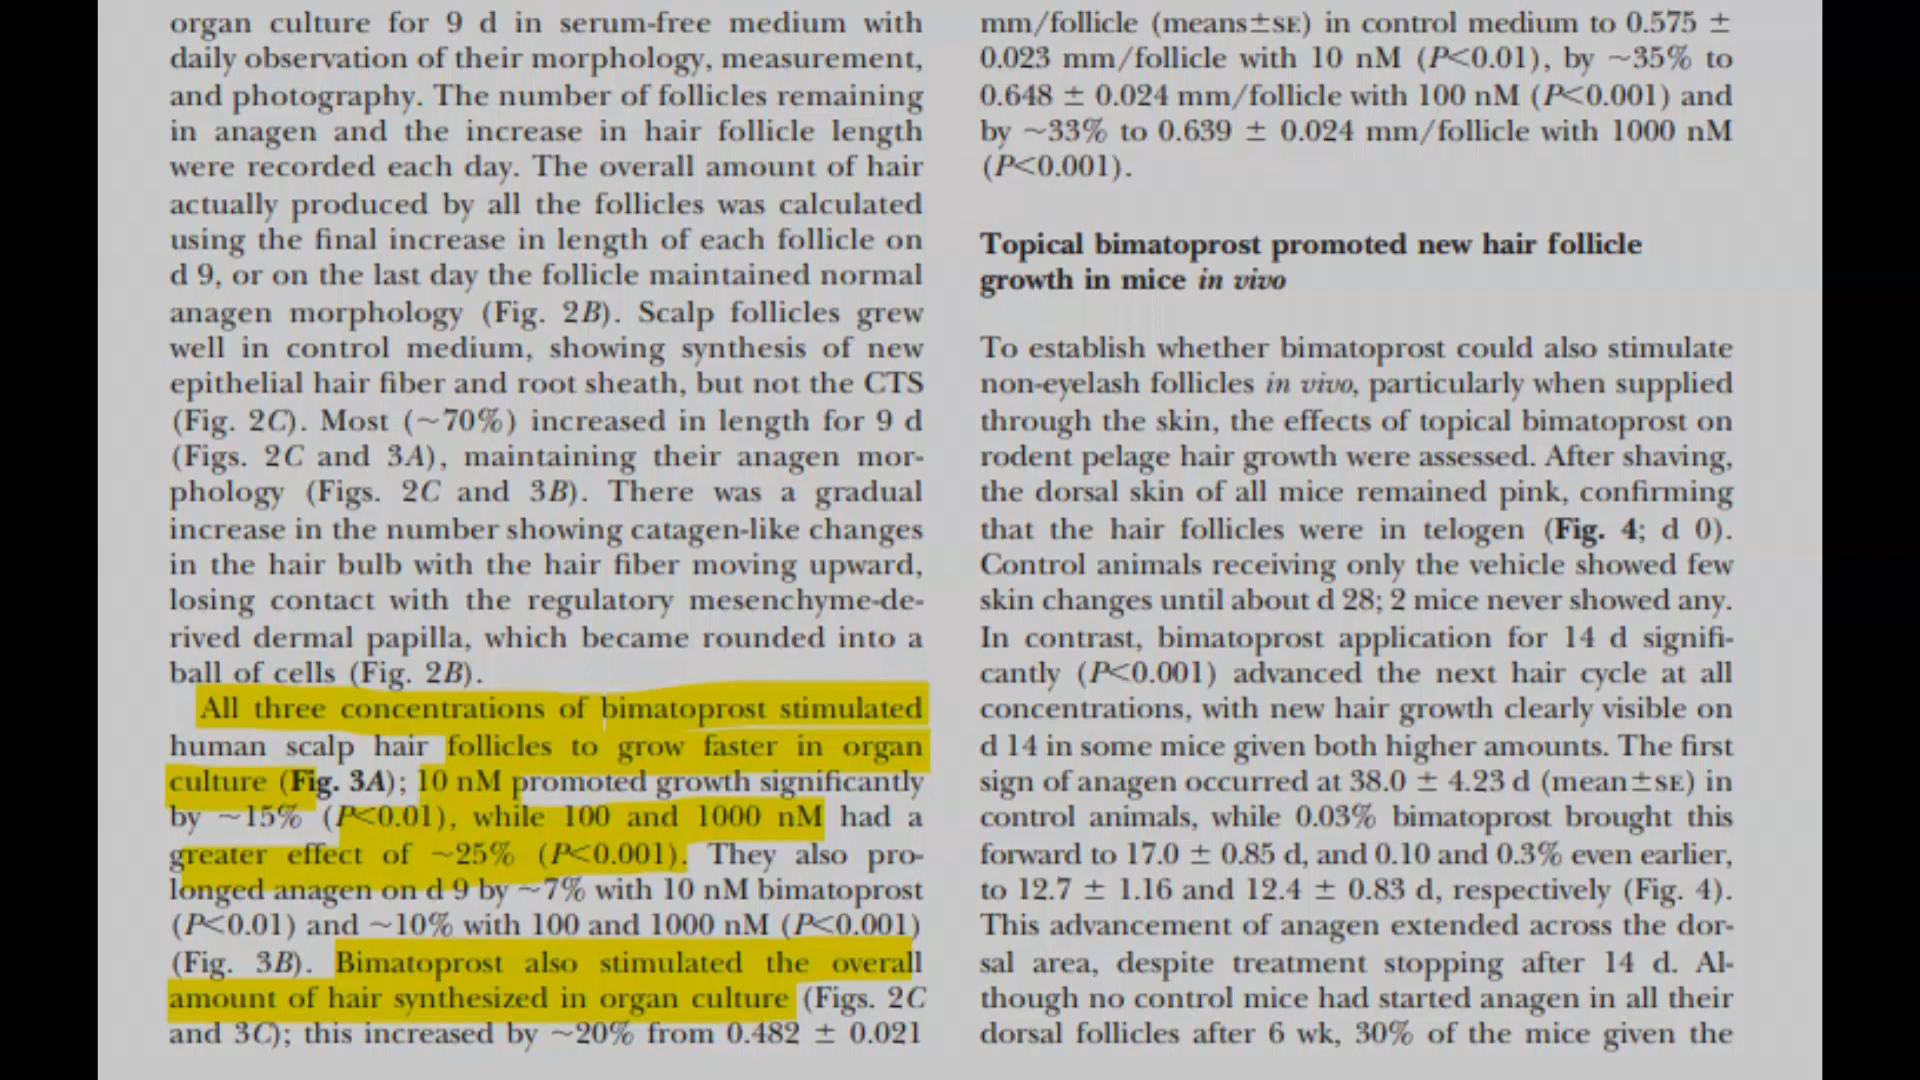 organ culture for 9 d in serum-free medium with
daily observation of their morphology, measurement,
and photography. The number of follicles remaining
in anagen and the increase in hair follicle length
were recorded each day. The overall amount of hair
actually produced by all the follicles was calculated
using the final increase in length of each follicle on
d 9, or on the last day the follicle maintained normal
anagen morphology (Fig. 2B). Scalp follicles grew
well in control medium, showing synthesis of new
epithelial hair fiber and root sheath, but not the CTS
(Fig. 2C). Most (~70%) increased in length for 9 d
(Figs. 2C and 3A), maintaining their anagen mor-
phology (Figs. 2C and 3B). There was a gradual
increase in the number showing catagen-like changes
in the hair bulb with the hair fiber moving upward,
losing contact with the regulatory mesenchyme-de-
rived dermal papilla, which became rounded into a
ball of cells (Fig. 2B).
All three concentrations of bimatoprost stimulated
human scalp hair follicles to grow faster in organ
culture (Fig. 3A); 10 nM promoted growth significantly
by ~15% (P<0.01), while 100 and 1000 nM had a
greater effect of ~25% (P<0.001). They also pro-
longed anagen on d 9 by ~7% with 10 nM bimatoprost
(P<0.01) and ~10% with 100 and 1000 nM (P<0.001)
(Fig. 3B). Bimatoprost also stimulated the overall
amount of hair synthesized in organ culture (Figs. 2C
and 3C); this increased by ~20% from 0.482 ± 0.021
mm/follicle (means±SE) in control medium to 0.575 ±
0.023 mm/follicle with 10 nM (P<0.01), by ~35% to
0.648 ± 0.024 mm/follicle with 100 nM (P<0.001) and
by ~33% to 0.639 ± 0.024 mm/follicle with 1000 nM
(P<0.001).
Topical bimatoprost promoted new hair follicle
growth in mice in vivo
To establish whether bimatoprost could also stimulate
non-eyelash follicles in vivo, particularly when supplied
through the skin, the effects of topical bimatoprost on
rodent pelage hair growth were assessed. After shaving,
the dorsal skin of all mice remained pink, confirming
that the hair follicles were in telogen (Fig. 4; d 0).
Control animals receiving only the vehicle showed few
skin changes until about d 28; 2 mice never showed any.
In contrast, bimatoprost application for 14 d signifi-
cantly (P<0.001) advanced the next hair cycle at all
concentrations, with new hair growth clearly visible on
d 14 in some mice given both higher amounts. The first
sign of anagen occurred at 38.0 ± 4.23 d (mean±SE) in
control animals, while 0.03% bimatoprost brought this
forward to 17.0 ± 0.85 d, and 0.10 and 0.3% even earlier,
to 12.7 ± 1.16 and 12.4 ± 0.83 d, respectively (Fig. 4).
This advancement of anagen extended across the dor-
sal area, despite treatment stopping after 14 d. Al-
though no control mice had started anagen in all their
dorsal follicles after 6 wk, 30% of the mice given the